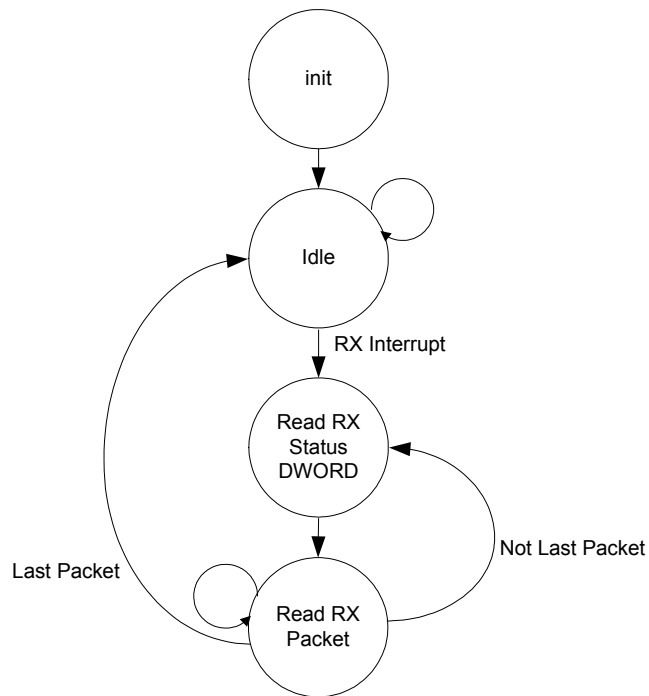 init
Idle
RX Interrupt
Read RX
Status
DWORD
Not Last Packet
Last Packet
Read RX
Packet